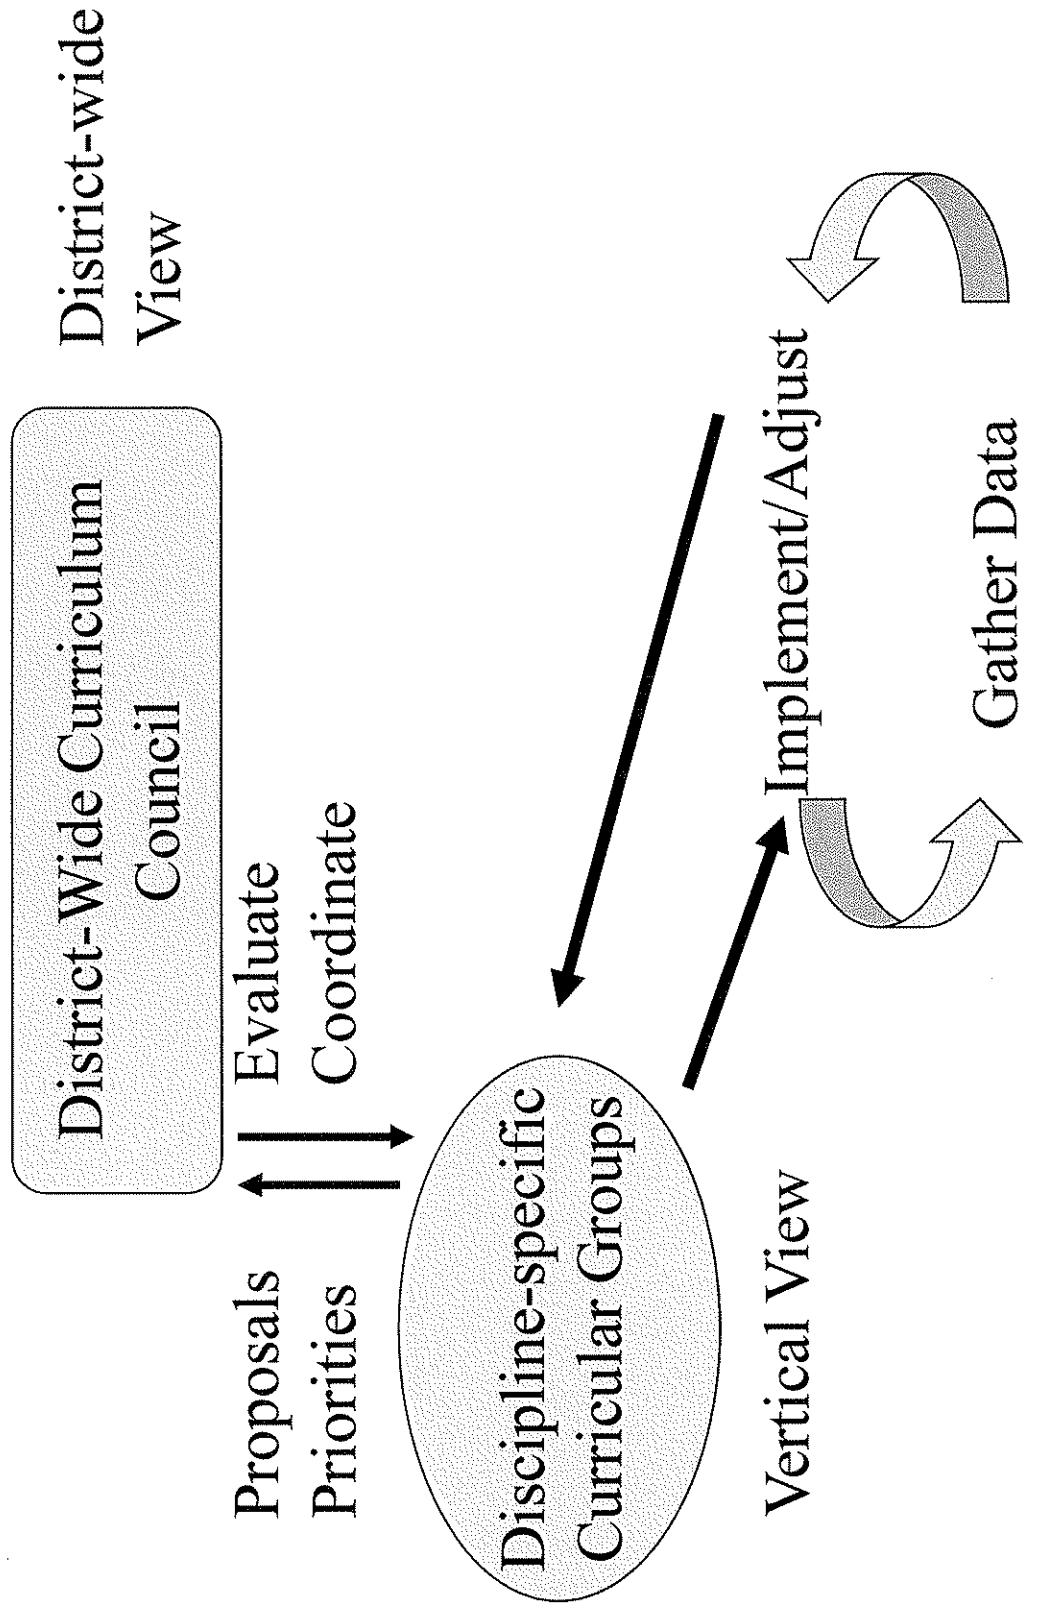 District-Wide Curriculum
Council
District-wide
View
Proposals
Priorities
Evaluate
Coordinate
Discipline-specific
Curricular Groups
Vertical View
Implement/Adjust
Gather Data